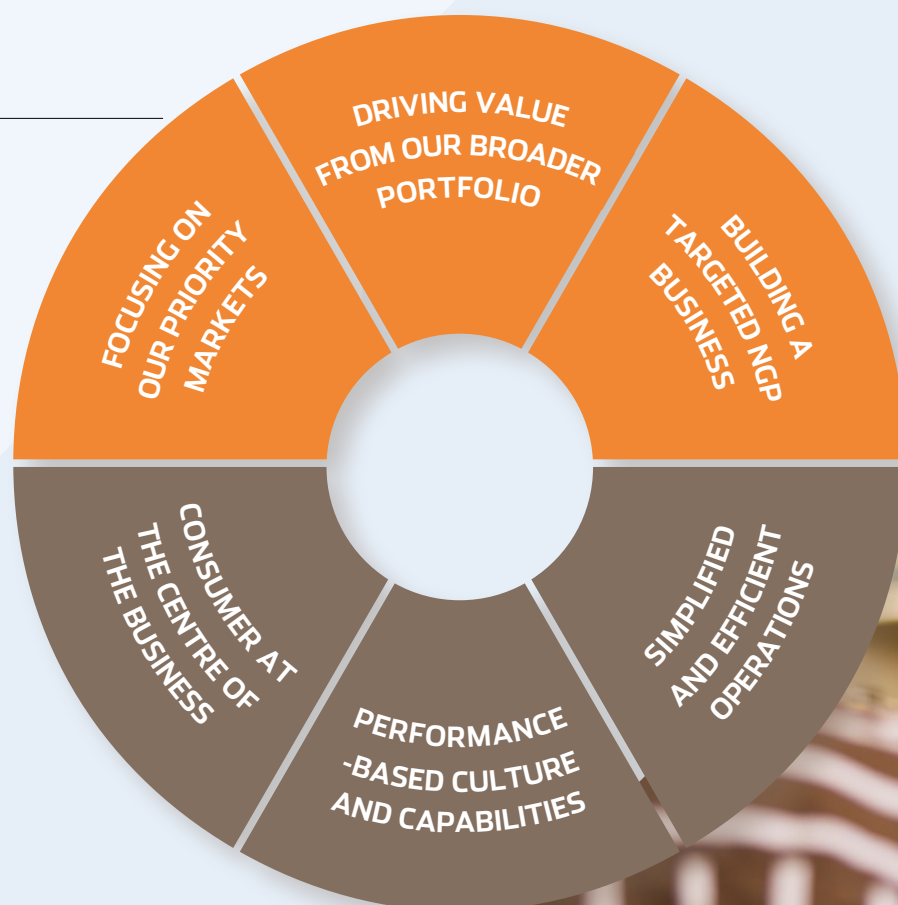 FOCUSING ON
OUR PRIORITY
MARKETS
DRIVING VALUE
FROM OUR BROADER
PORTFOLIO
BUILDING A
TARGETED NGP
BUSINESS
CONSUMER AT
THE CENTRE OF
THE BUSINESS
PERFORMANCE
-BASED CULTURE
AND CAPABILITIES
SIMPLIFIED
AND EFFICIENT
OPERATIONS